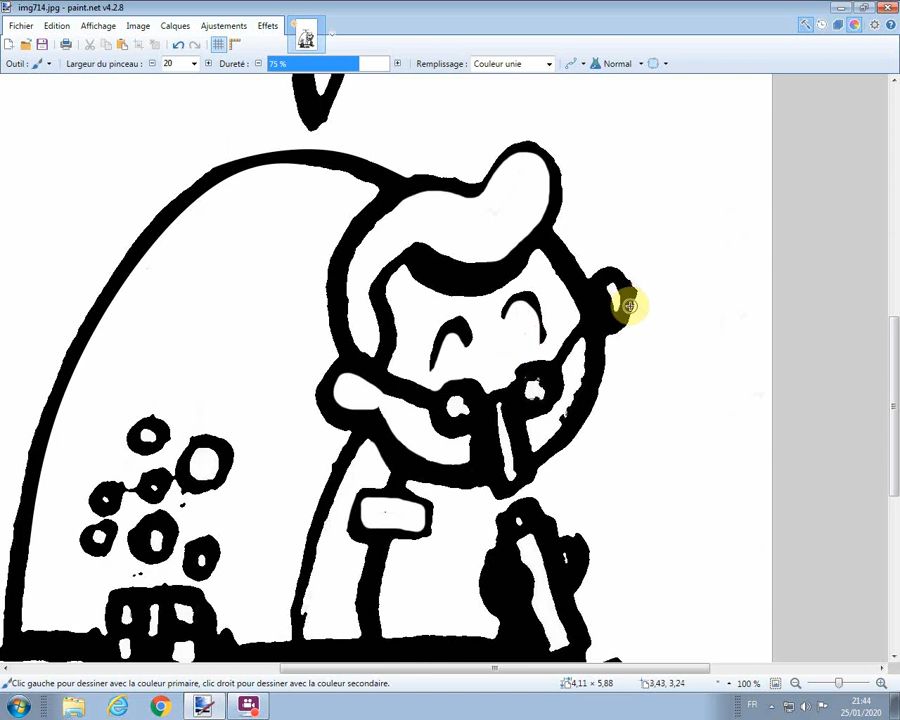 img714.jpg - paint.net v4.2.8
Fichier Edition Affichage Image Calques Ajustements Effets
Outil : Largeur du pinceau : 20 Dureté : 75 % Remplissage : Couleur unie Normal
Clic gauche pour dessiner avec la couleur primaire, clic droit pour dessiner avec la couleur secondaire. 4,11 × 5,88 3,43, 3,24 " 100 %
FR 21:44
25/01/2020